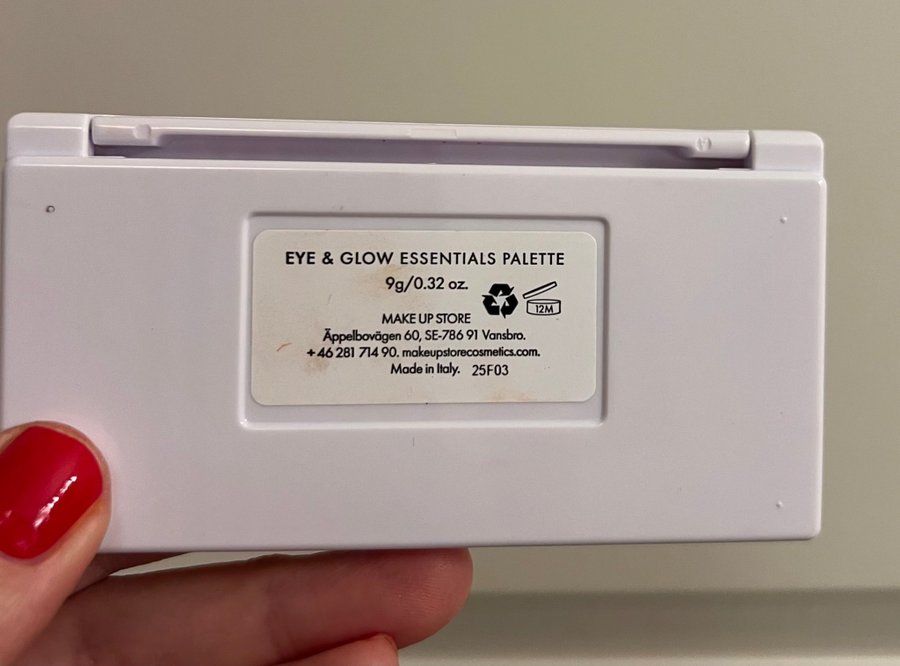 EYE & GLOW ESSENTIALS PALETTE
9g/0.32 oz.
12M
MAKE UP STORE
Äppelbovägen 60, SE-786 91 Vansbro.
+46 281 714 90. makeupstorecosmetics.com.
Made in Italy. 25F03